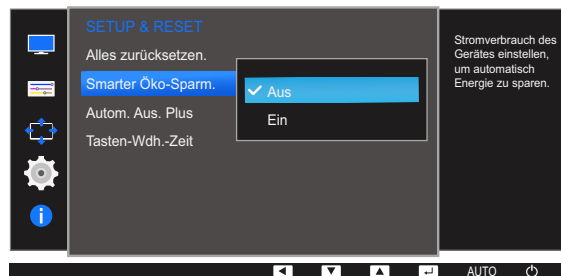 SETUP & RESET
Alles zurücksetzen.
Smarter Öko-Sparm.
Autom. Aus. Plus
Tasten-Wdh.-Zeit
Aus
Ein
Stromverbrauch des
Gerätes einstellen,
um automatisch
Energie zu sparen.
AUTO